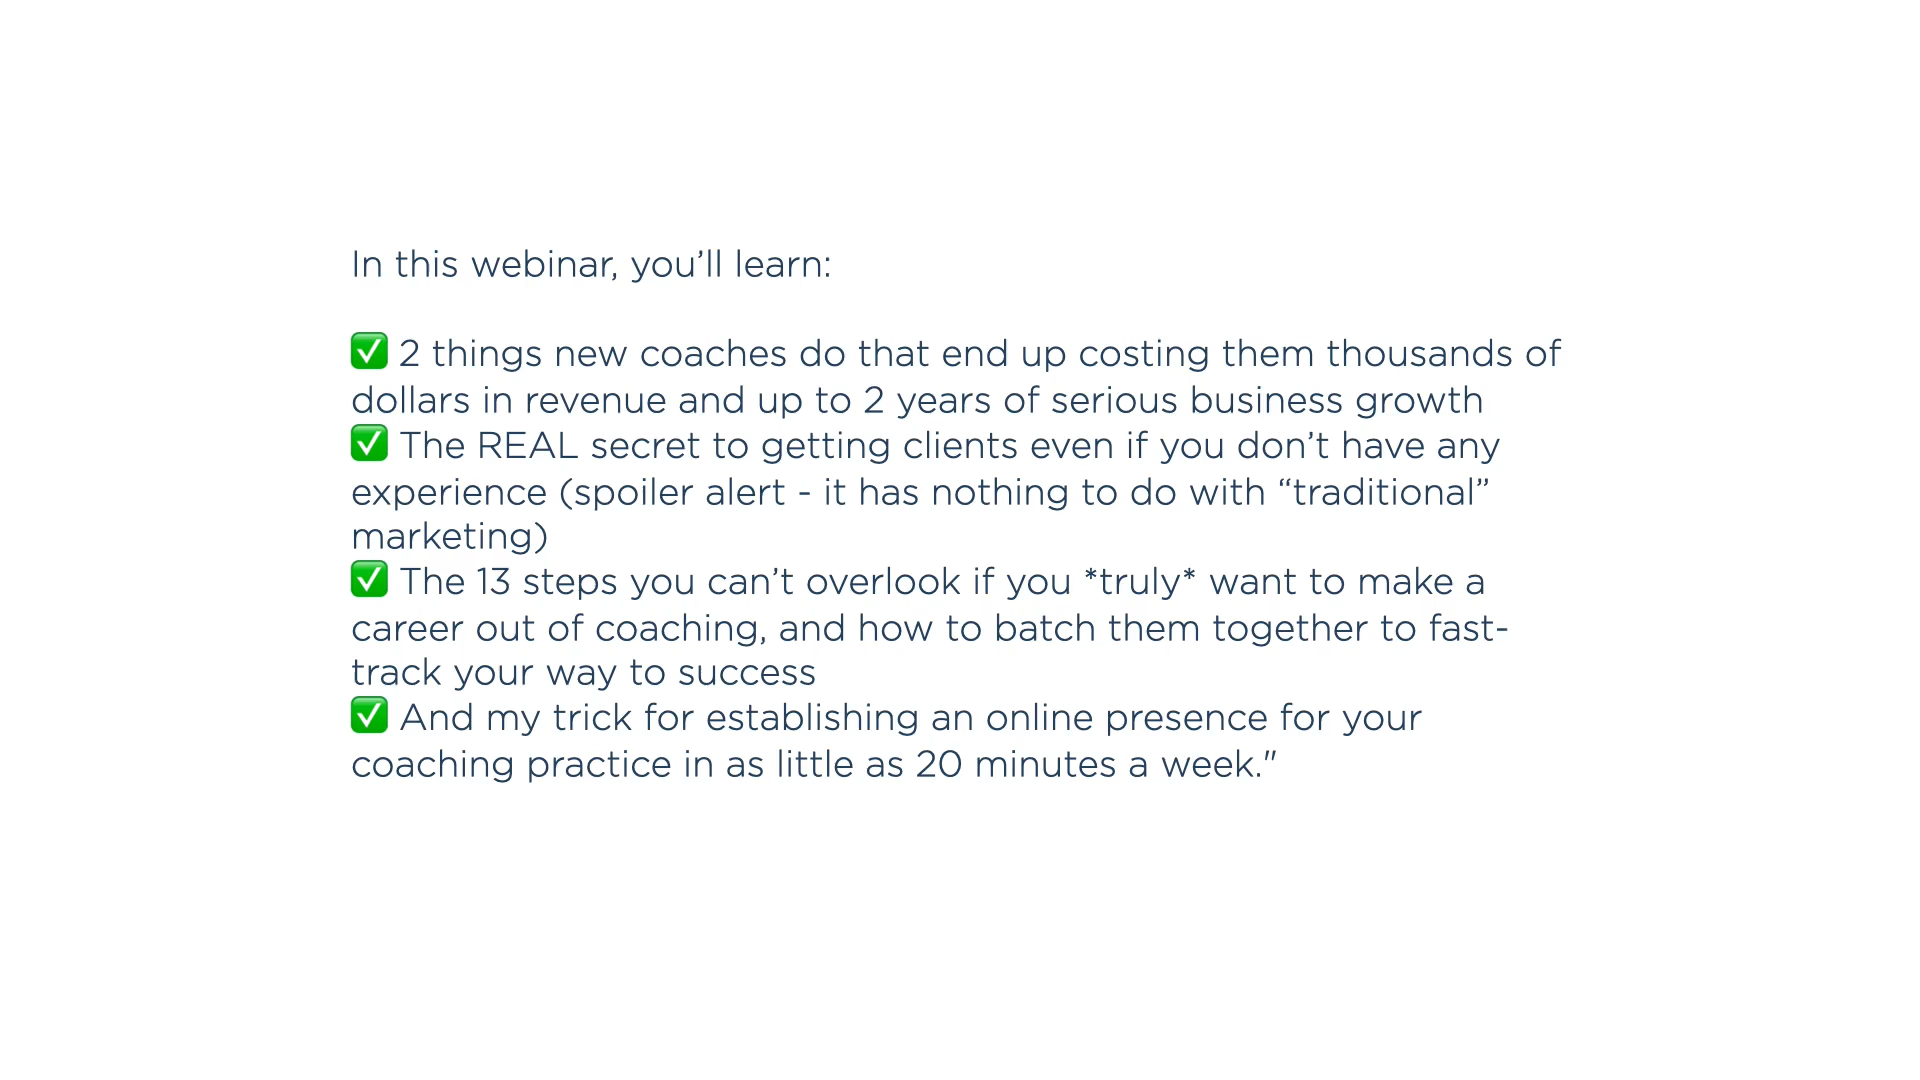 In this webinar, you’ll learn:
✅ 2 things new coaches do that end up costing them thousands of
dollars in revenue and up to 2 years of serious business growth
✅ The REAL secret to getting clients even if you don’t have any
experience (spoiler alert - it has nothing to do with “traditional”
marketing)
✅ The 13 steps you can’t overlook if you *truly* want to make a
career out of coaching, and how to batch them together to fast-
track your way to success
✅ And my trick for establishing an online presence for your
coaching practice in as little as 20 minutes a week."